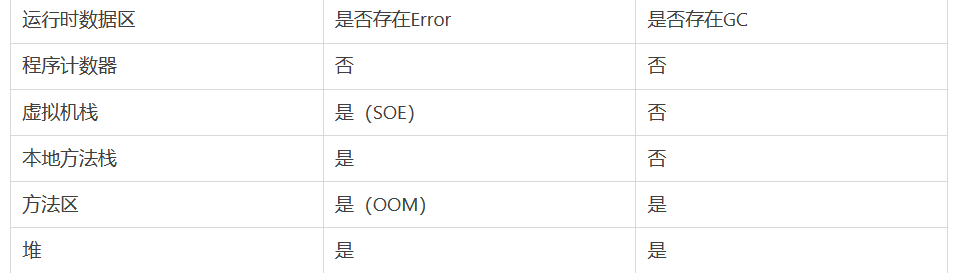 运行时数据区 是否存在Error 是否存在GC
程序计数器 否 否
虚拟机栈 是（SOE） 否
本地方法栈 是 否
方法区 是（OOM） 是
堆 是 是